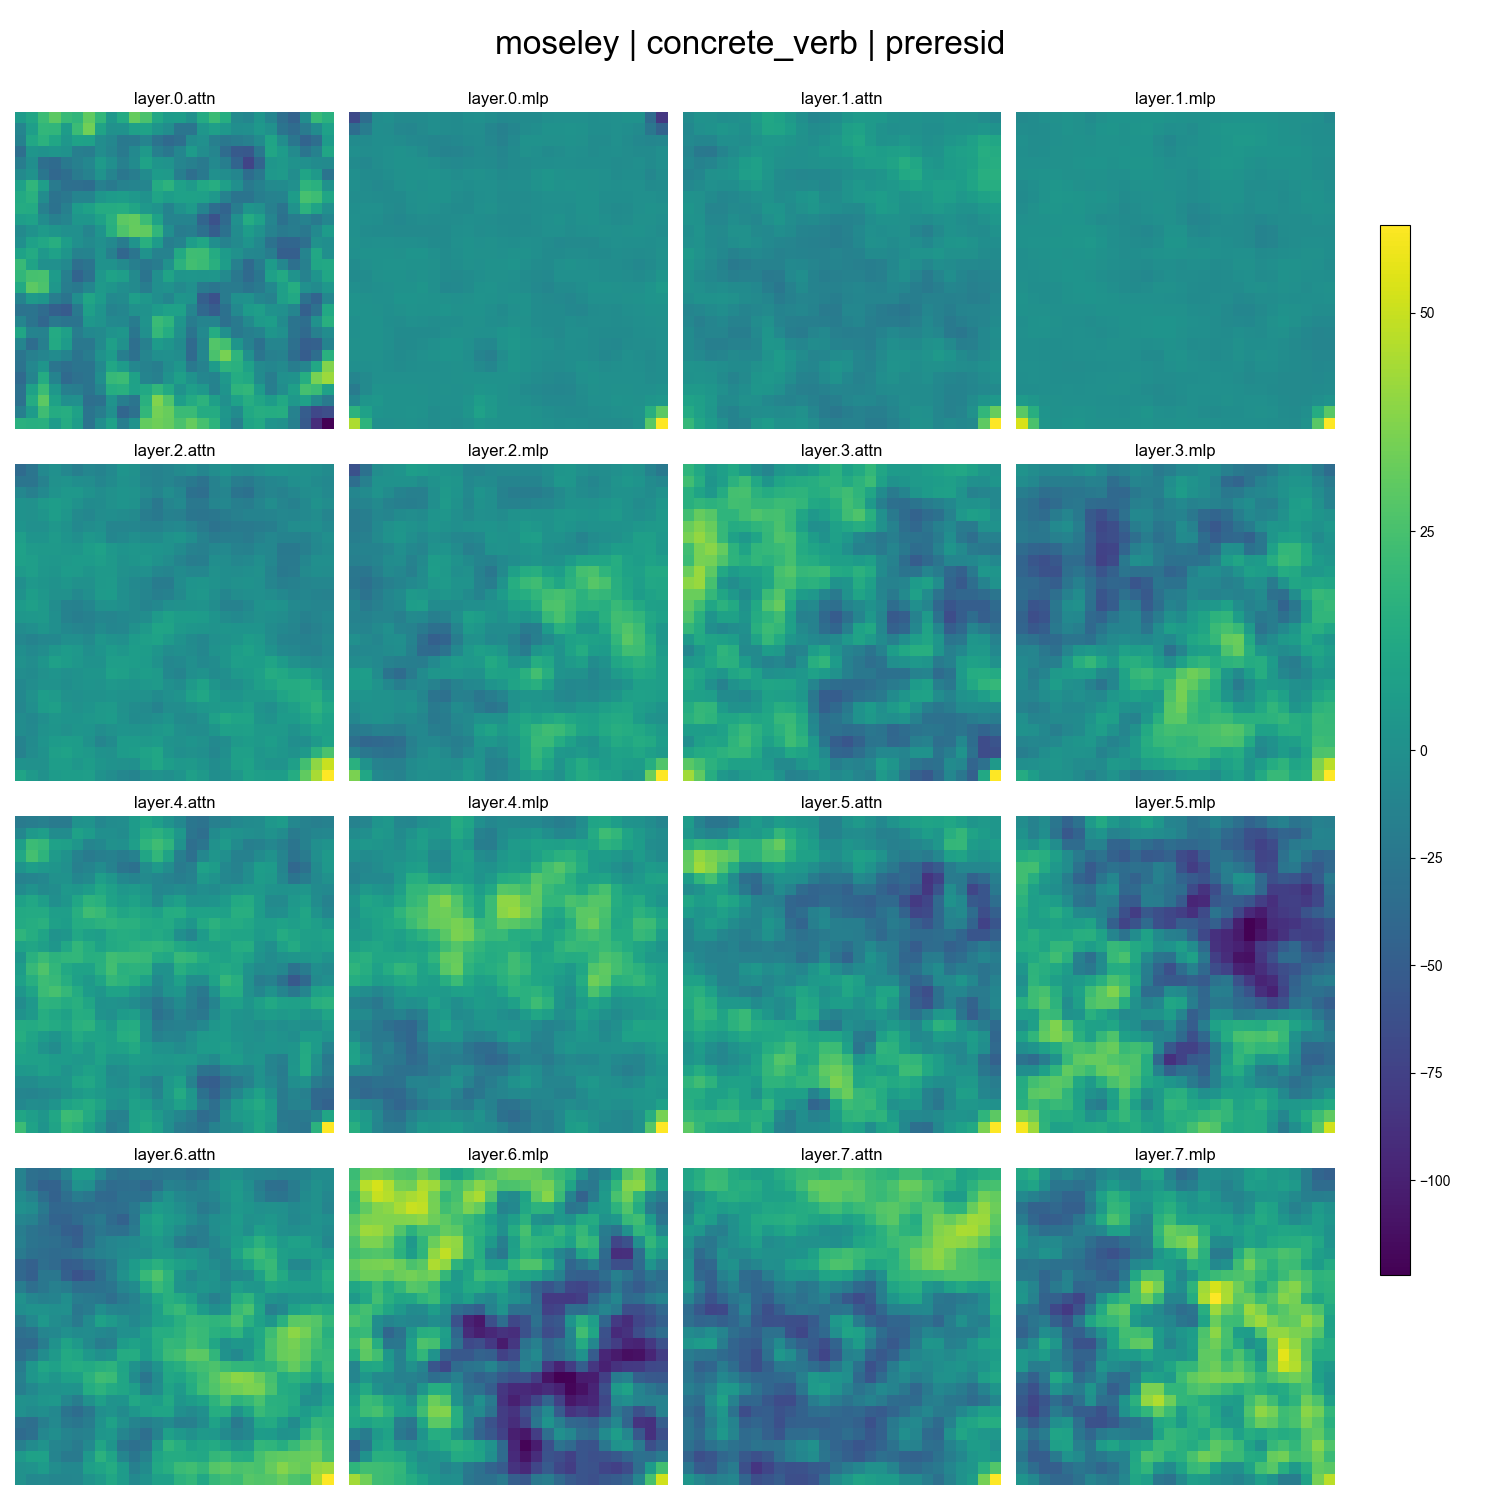 moseley | concrete_verb | preresid
layer.0.attn
layer.0.mlp
layer.1.attn
layer.1.mlp
layer.2.attn
layer.2.mlp
layer.3.attn
layer.3.mlp
layer.4.attn
layer.4.mlp
layer.5.attn
layer.5.mlp
layer.6.attn
layer.6.mlp
layer.7.attn
layer.7.mlp
50
25
0
−25
−50
−75
−100